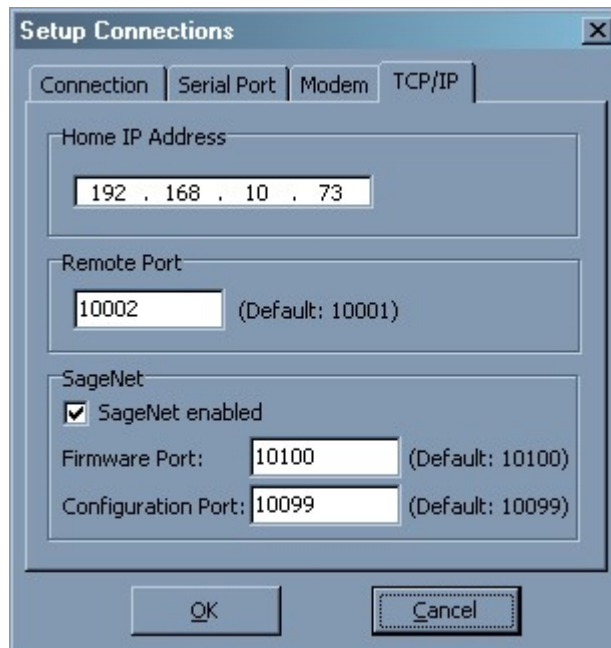 Setup Connections
Connection Serial Port Modem TCP/IP
Home IP Address
192 . 168 . 10 . 73
Remote Port
10002 (Default: 10001)
SageNet
SageNet enabled
Firmware Port: 10100 (Default: 10100)
Configuration Port: 10099 (Default: 10099)
OK Cancel